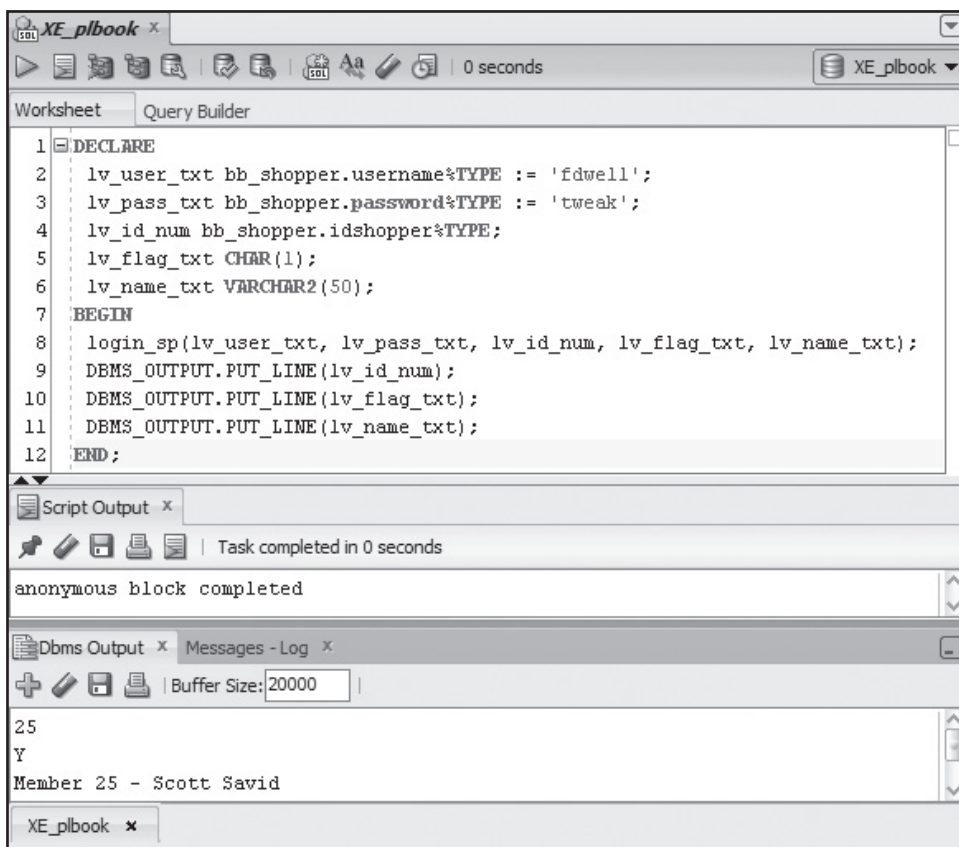 XE_plbook x
0 seconds
XE_plbook
Worksheet Query Builder
1 DECLARE
2 lv_user_txt bb_shopper.username%TYPE := 'fdwell';
3 lv_pass_txt bb_shopper.password%TYPE := 'tweak';
4 lv_id_num bb_shopper.idshopper%TYPE;
5 lv_flag_txt CHAR(1);
6 lv_name_txt VARCHAR2(50);
7 BEGIN
8 login_sp(lv_user_txt, lv_pass_txt, lv_id_num, lv_flag_txt, lv_name_txt);
9 DBMS_OUTPUT.PUT_LINE(lv_id_num);
10 DBMS_OUTPUT.PUT_LINE(lv_flag_txt);
11 DBMS_OUTPUT.PUT_LINE(lv_name_txt);
12 END;
Script Output x
Task completed in 0 seconds
anonymous block completed
Dbms Output x Messages - Log x
Buffer Size: 20000
25
Y
Member 25 - Scott Savid
XE_plbook x